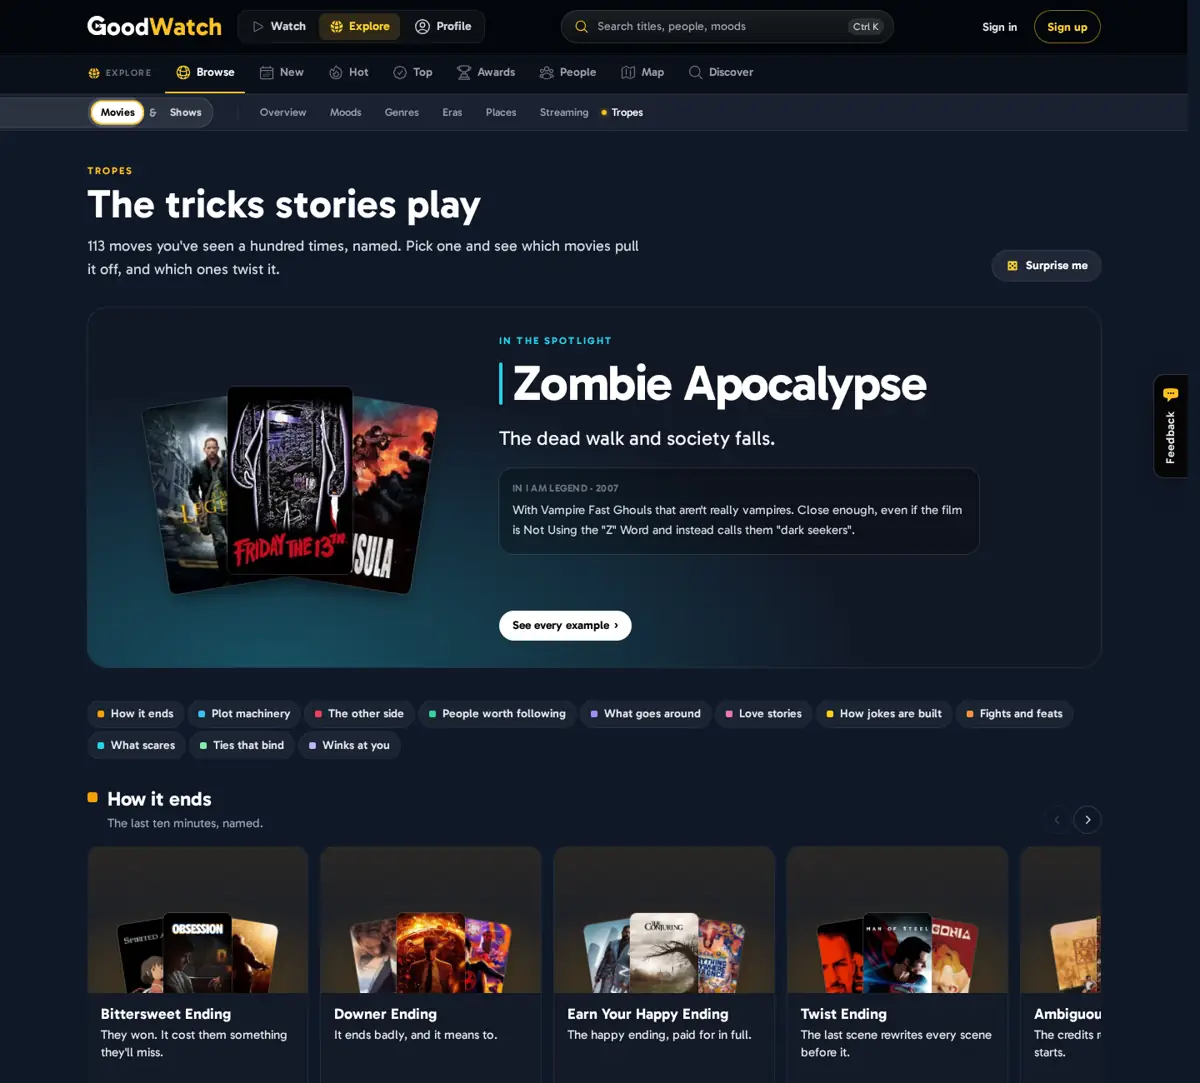 GoodWatch
Watch
Explore
Profile
Search titles, people, moods
Ctrl K
Sign in
Sign up
EXPLORE
Browse
New
Hot
Top
Awards
People
Map
Discover
Movies & Shows
Overview
Moods
Genres
Eras
Places
Streaming
Tropes
TROPES
The tricks stories play
113 moves you've seen a hundred times, named. Pick one and see which movies pull
it off, and which ones twist it.
Surprise me
IN THE SPOTLIGHT
Zombie Apocalypse
The dead walk and society falls.
IN I AM LEGEND • 2007
With Vampire Fast Ghouls that aren't really vampires. Close enough, even if the film
is Not Using the "Z" Word and instead calls them "dark seekers".
See every example ›
LEGE
FRIDAY THE 13TH
SULA
Feedback
How it ends
Plot machinery
The other side
People worth following
What goes around
Love stories
How jokes are built
Fights and feats
What scares
Ties that bind
Winks at you
How it ends
The last ten minutes, named.
SPIRITED A
OBSESSION
THE CONJURING
MAN OF STEEL
GONIA
Bittersweet Ending
They won. It cost them something
they'll miss.
Downer Ending
It ends badly, and it means to.
Earn Your Happy Ending
The happy ending, paid for in full.
Twist Ending
The last scene rewrites every scene
before it.
Ambiguou
The credits r
starts.